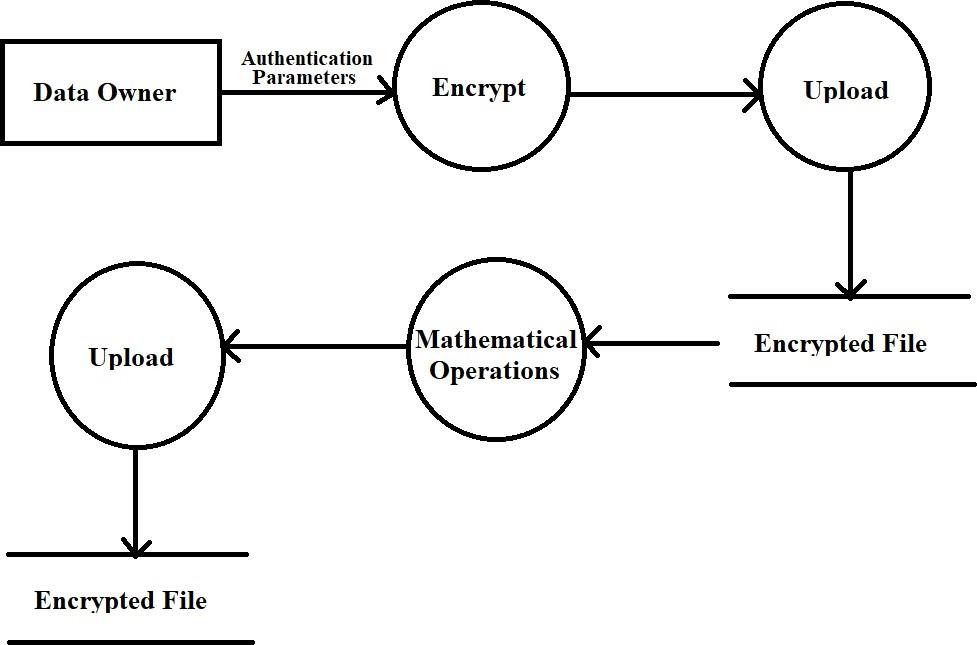 Data Owner
Authentication
Parameters
Encrypt
Upload
Encrypted File
Mathematical
Operations
Upload
Encrypted File